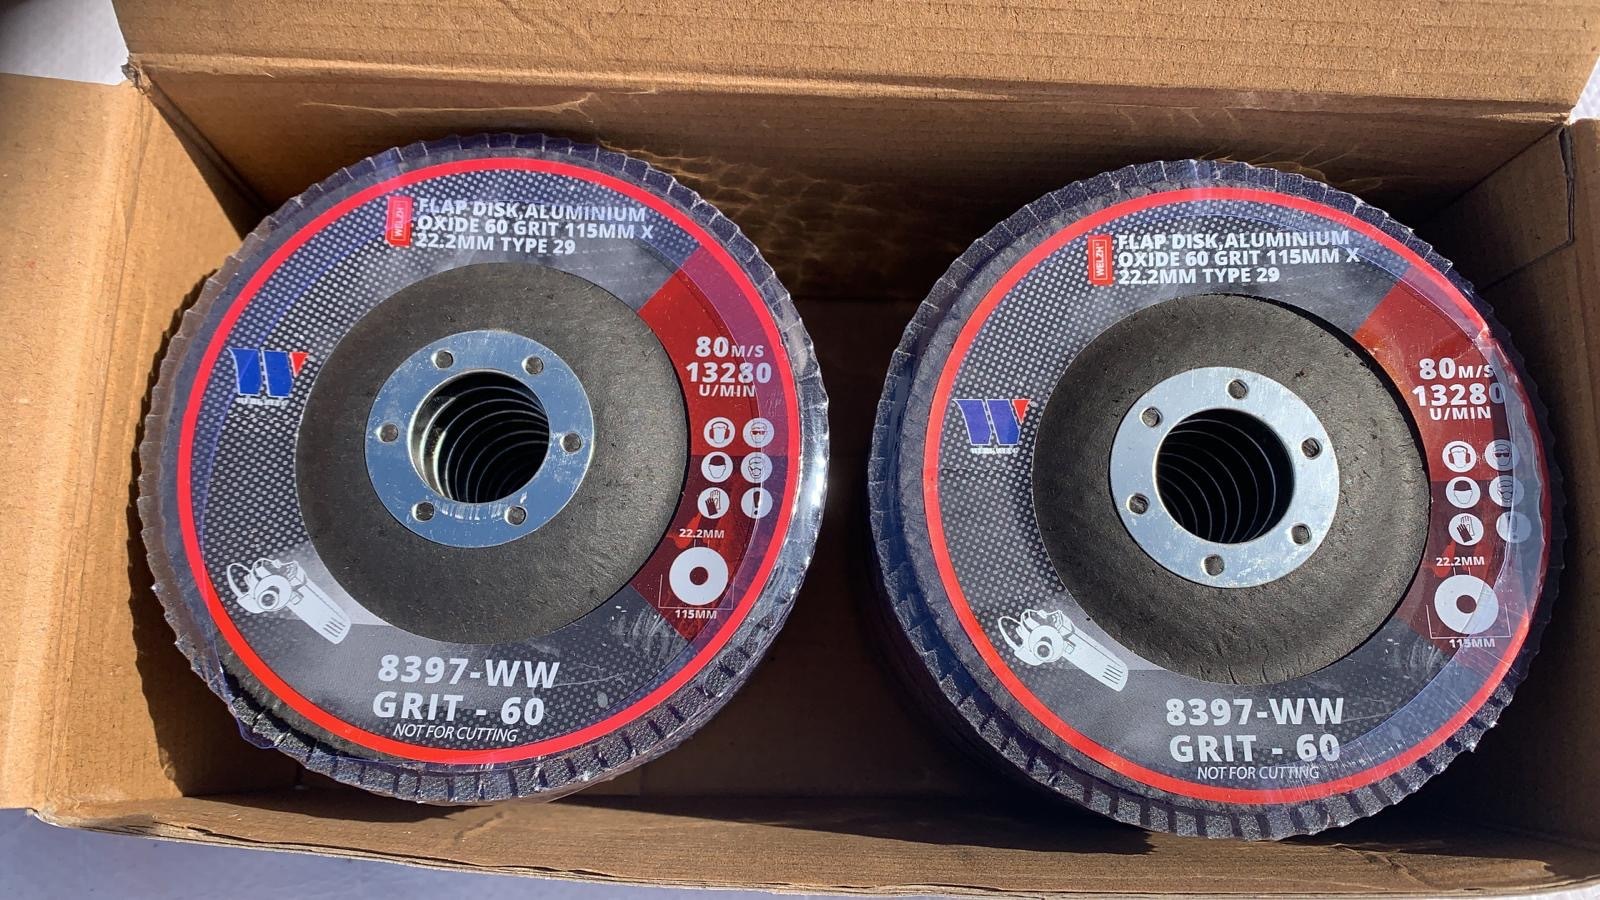 WELZH
FLAP DISK,ALUMINIUM
OXIDE 60 GRIT 115MM X
22.2MM TYPE 29
80M/S
13280
U/MIN
22.2MM
115MM
8397-WW
GRIT - 60
NOT FOR CUTTING
WELZH
FLAP DISK,ALUMINIUM
OXIDE 60 GRIT 115MM X
22.2MM TYPE 29
80M/S
13280
U/MIN
22.2MM
115MM
8397-WW
GRIT - 60
NOT FOR CUTTING